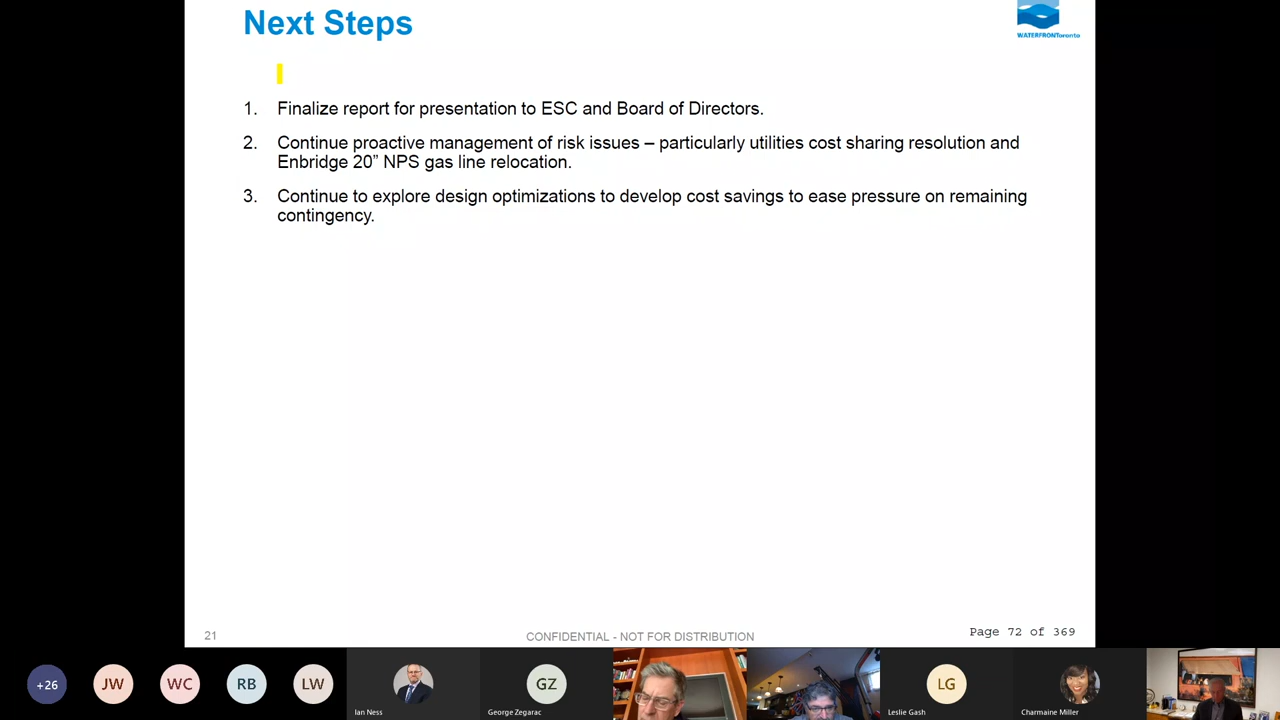 Next Steps
WATERFRONToronto
1. Finalize report for presentation to ESC and Board of Directors.
2. Continue proactive management of risk issues – particularly utilities cost sharing resolution and
Enbridge 20” NPS gas line relocation.
3. Continue to explore design optimizations to develop cost savings to ease pressure on remaining
contingency.
21
CONFIDENTIAL - NOT FOR DISTRIBUTION
Page 72 of 369
+26
JW
WC
RB
LW
Ian Ness
GZ
George Zegarac
LG
Leslie Gash
Charmaine Miller